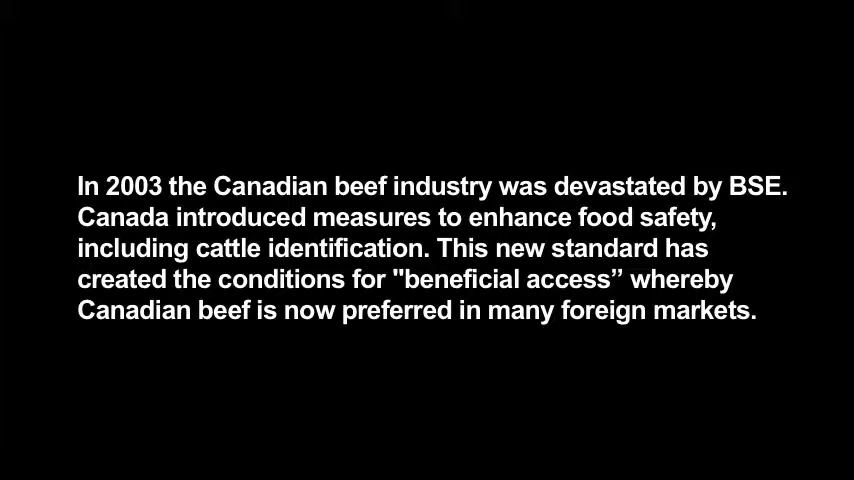 In 2003 the Canadian beef industry was devastated by BSE.
Canada introduced measures to enhance food safety,
including cattle identification. This new standard has
created the conditions for "beneficial access” whereby
Canadian beef is now preferred in many foreign markets.